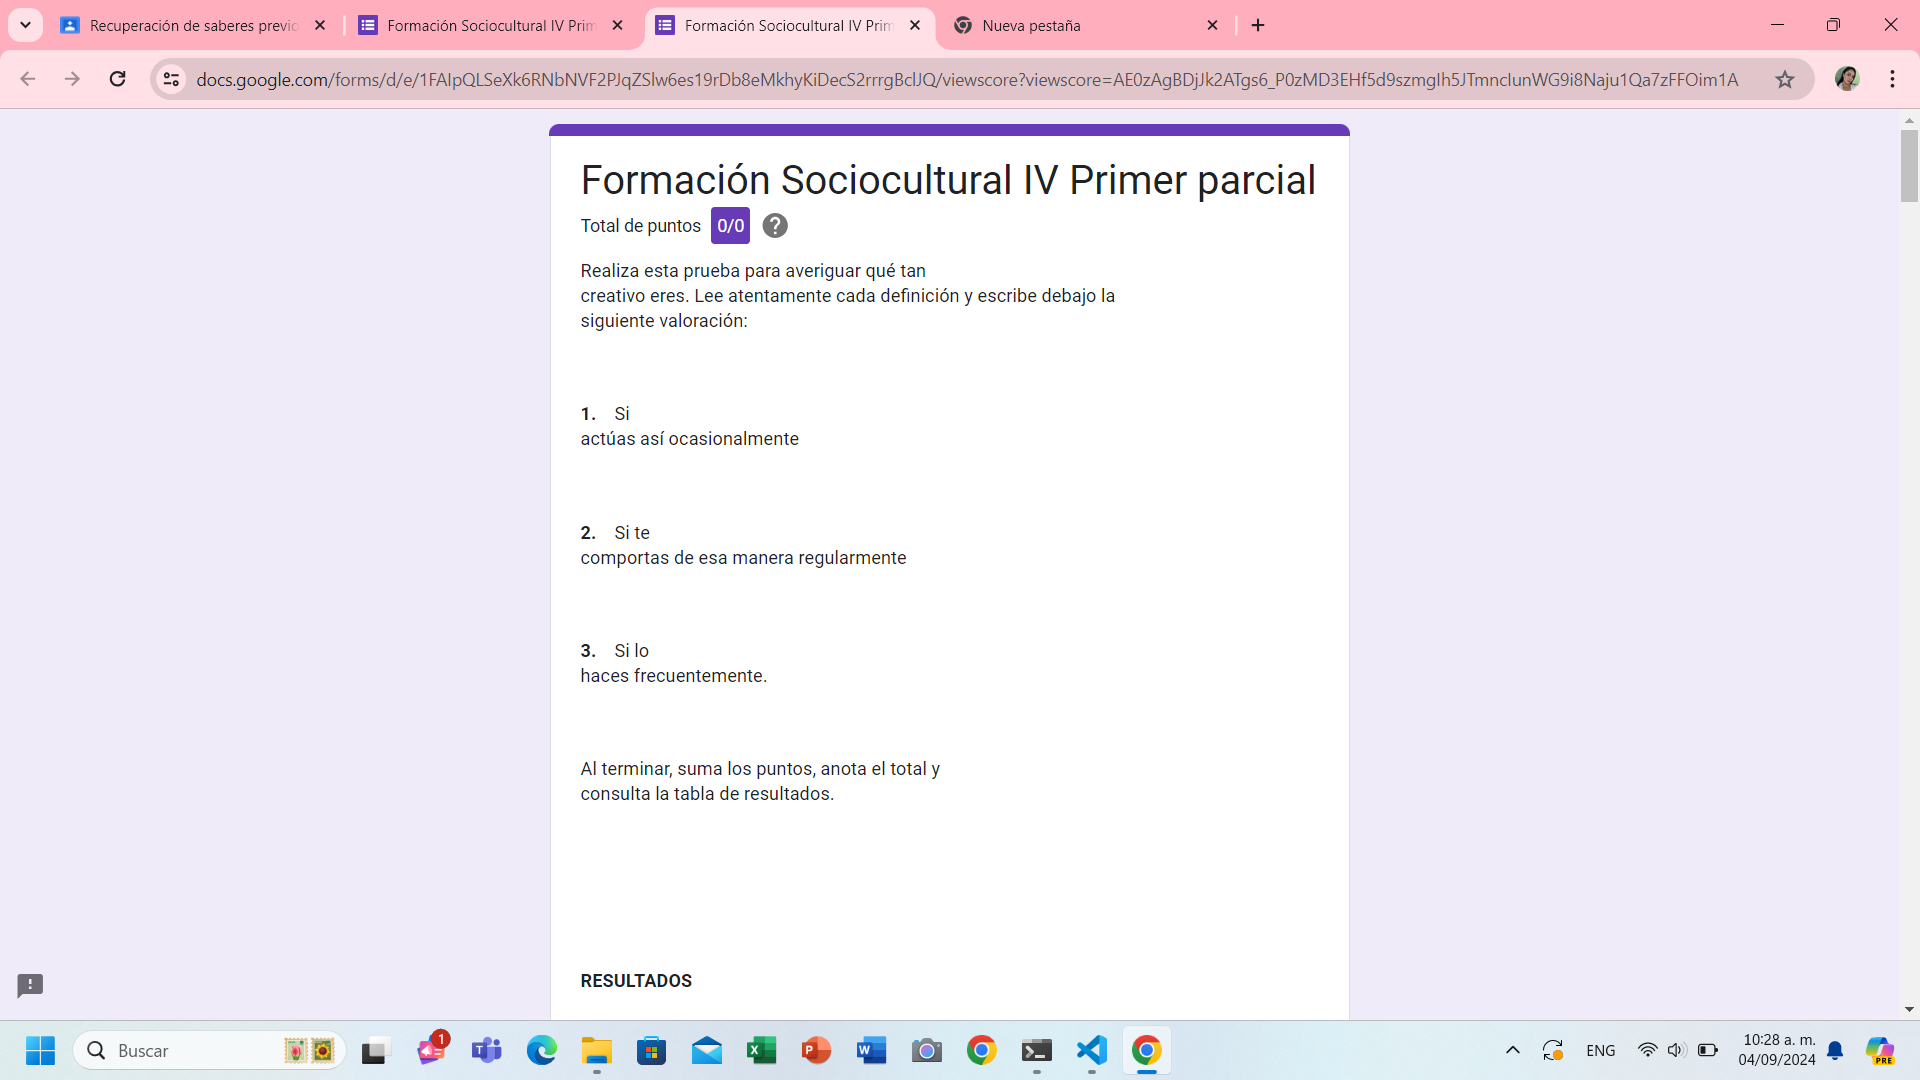 Recuperación de saberes previo
Formación Sociocultural IV Prim
Formación Sociocultural IV Prim
Nueva pestaña
docs.google.com/forms/d/e/1FAIpQLSeXk6RNbNVF2PJqZSlw6es19rDb8eMkhyKiDecS2rrrgBclJQ/viewscore?viewscore=AE0zAgBDjJk2ATgs6_P0zMD3EHf5d9szmgIh5JTmncIunWG9i8Naju1Qa7zFFOim1A
Formación Sociocultural IV Primer parcial
Total de puntos 0/0 ?
Realiza esta prueba para averiguar qué tan
creativo eres. Lee atentamente cada definición y escribe debajo la
siguiente valoración:
1. Si
actúas así ocasionalmente
2. Si te
comportas de esa manera regularmente
3. Si lo
haces frecuentemente.
Al terminar, suma los puntos, anota el total y
consulta la tabla de resultados.
RESULTADOS
Buscar
1
ENG
10:28 a. m.
04/09/2024
PRE